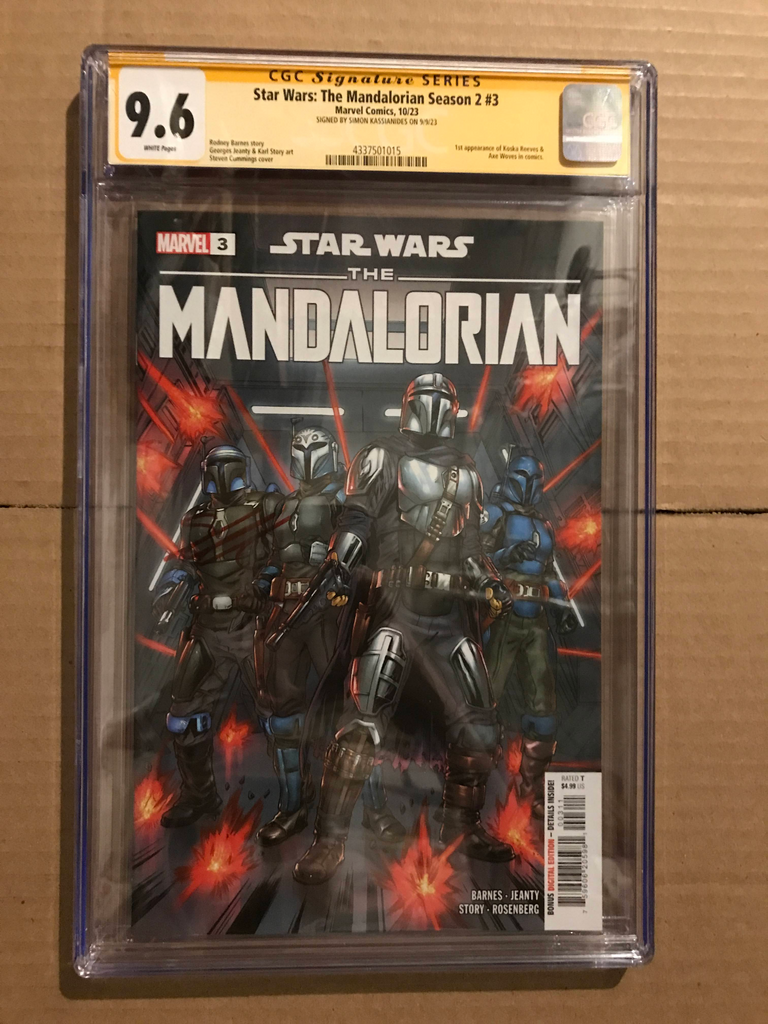 CGC Signature SERIES
Star Wars: The Mandalorian Season 2 #3
Marvel Comics, 10/23
SIGNED BY SIMON KASSIANIDES ON 9/9/23
9.6
WHITE Pages
Rodney Barnes story
Georges Jeanty & Karl Story art
Steven Cummings cover
4337501015
1st appearance of Koska Reeves &
Axe Woves in comics.
CGC
MARVEL 3
STAR WARS
THE
MANDALORIAN
RATED T
$4.99 US
BONUS DIGITAL EDITION – DETAILS INSIDE!
00311
BARNES · JEANTY
STORY · ROSENBERG